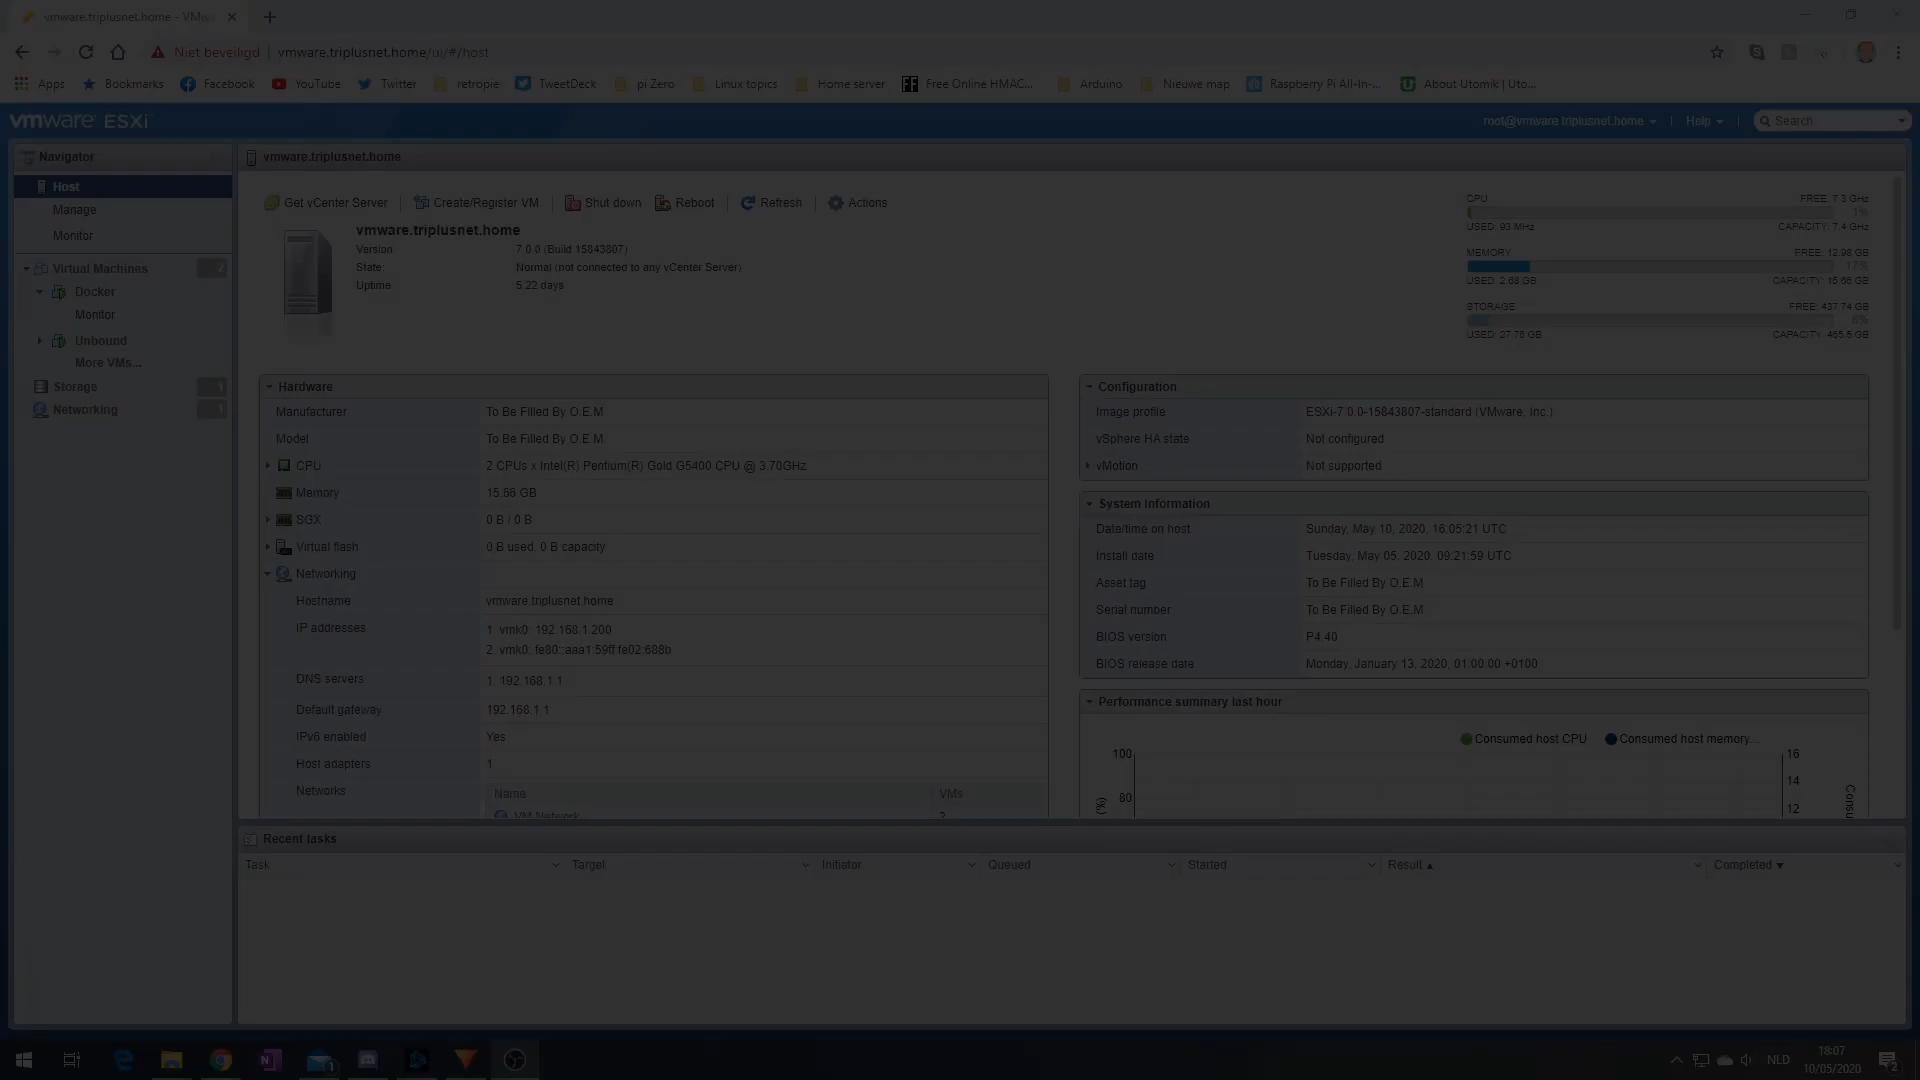 vmware.triplusnet.home - VMw
Niet beveiligd
vmware.triplusnet.home/ui/#/host
Apps
Bookmarks
Facebook
YouTube
Twitter
retropie
TweetDeck
pi Zero
Linux topics
Home server
Free Online HMAC...
Arduino
Nieuwe map
Raspberry Pi All-In-...
About Utomik | Uto...
vmware ESXi
root@vmware.triplusnet.home
Help
Search
Navigator
Host
Manage
Monitor
Virtual Machines 2
Docker
Monitor
Unbound
More VMs...
Storage 1
Networking 1
vmware.triplusnet.home
Get vCenter Server
Create/Register VM
Shut down
Reboot
Refresh
Actions
vmware.triplusnet.home
Version: 7.0.0 (Build 15843807)
State: Normal (not connected to any vCenter Server)
Uptime: 5.22 days
CPU FREE: 7.3 GHz
1%
USED: 93 MHz CAPACITY: 7.4 GHz
MEMORY FREE: 12.98 GB
17%
USED: 2.68 GB CAPACITY: 15.66 GB
STORAGE FREE: 437.74 GB
6%
USED: 27.76 GB CAPACITY: 465.5 GB
Hardware
Manufacturer To Be Filled By O.E.M.
Model To Be Filled By O.E.M.
CPU 2 CPUs x Intel(R) Pentium(R) Gold G5400 CPU @ 3.70GHz
Memory 15.66 GB
SGX 0 B / 0 B
Virtual flash 0 B used, 0 B capacity
Networking
Hostname vmware.triplusnet.home
IP addresses 1. vmk0: 192.168.1.200
2. vmk0: fe80::aaa1:59ff:fe02:688b
DNS servers 1. 192.168.1.1
Default gateway 192.168.1.1
IPv6 enabled Yes
Host adapters 1
Networks Name VMs
VM Network 2
Configuration
Image profile ESXi-7.0.0-15843807-standard (VMware, Inc.)
vSphere HA state Not configured
vMotion Not supported
System Information
Date/time on host Sunday, May 10, 2020, 16:05:21 UTC
Install date Tuesday, May 05, 2020, 09:21:59 UTC
Asset tag To Be Filled By O.E.M.
Serial number To Be Filled By O.E.M.
BIOS version P4.40
BIOS release date Monday, January 13, 2020, 01:00:00 +0100
Performance summary last hour
Consumed host CPU
Consumed host memory...
100
80
(%)
16
14
12
Consu
Recent tasks
Task
Target
Initiator
Queued
Started
Result
Completed
1
NLD
18:07
10/05/2020
2